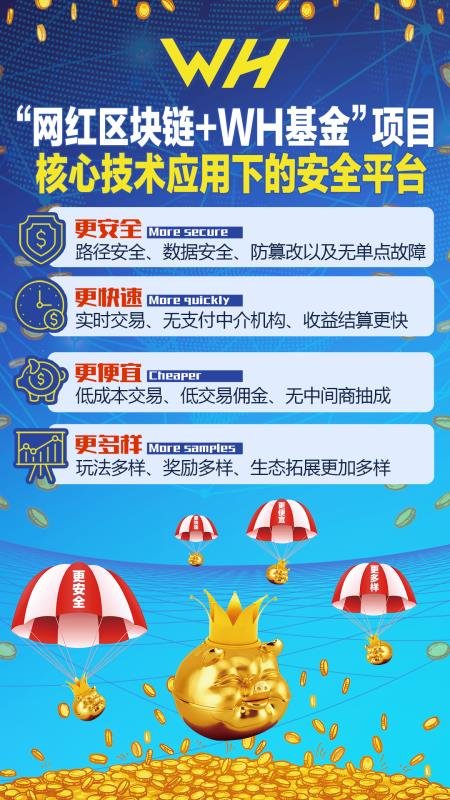 WH
“网红区块链+WH基金”项目
核心技术应用下的安全平台
更安全 More secure
路径安全、数据安全、防篡改以及无单点故障
更快速 More quickly
实时交易、无支付中介机构、收益结算更快
更便宜 Cheaper
低成本交易、低交易佣金、无中间商抽成
更多样 More samples
玩法多样、奖励多样、生态拓展更加多样
更便宜
更安全
更多样